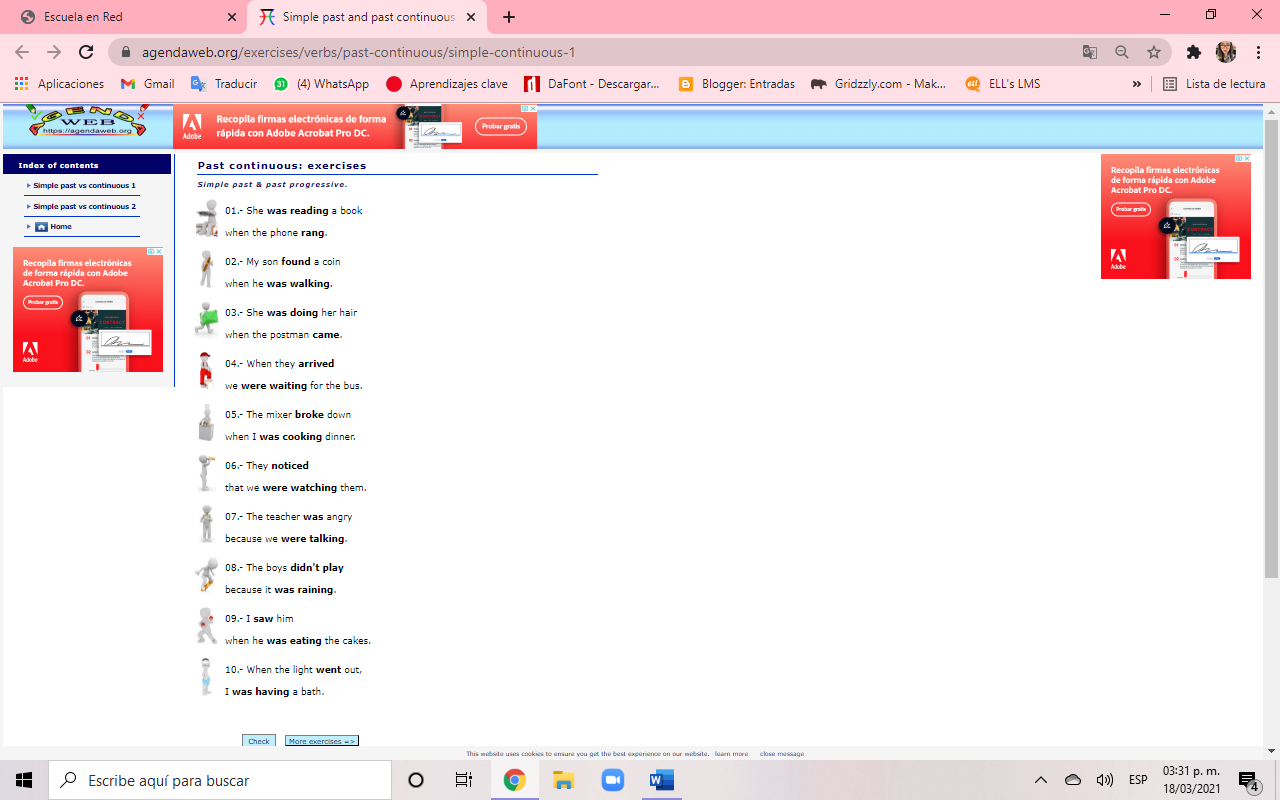 Escuela en Red
Simple past and past continuous
agendaweb.org/exercises/verbs/past-continuous/simple-continuous-1
Aplicaciones
Gmail
Traducir
31
(4) WhatsApp
Aprendizajes clave
DaFont - Descargar...
Blogger: Entradas
Gridzzly.com - Mak...
ell
ELL's LMS
»
Lista de lectura
AGENDA
WEB
https://agendaweb.org
Adobe
Recopila firmas electrónicas de forma
rápida con Adobe Acrobat Pro DC.
Probar gratis
Index of contents
Simple past vs continuous 1
Simple past vs continuous 2
Home
Recopila firmas electrónicas
de forma rápida con Adobe
Acrobat Pro DC.
Probar gratis
CONTRACT
Adobe
Past continuous: exercises
Simple past & past progressive.
01.- She was reading a book
when the phone rang.
02.- My son found a coin
when he was walking.
03.- She was doing her hair
when the postman came.
04.- When they arrived
we were waiting for the bus.
05.- The mixer broke down
when I was cooking dinner.
06.- They noticed
that we were watching them.
07.- The teacher was angry
because we were talking.
08.- The boys didn't play
because it was raining.
09.- I saw him
when he was eating the cakes.
10.- When the light went out,
I was having a bath.
Check
More exercises =>
Recopila firmas electrónicas
de forma rápida con Adobe
Acrobat Pro DC.
Probar gratis
CONTRACT
Adobe
This website uses cookies to ensure you get the best experience on our website. learn more close message
Escribe aquí para buscar
W
ESP
03:31 p. m.
18/03/2021
4